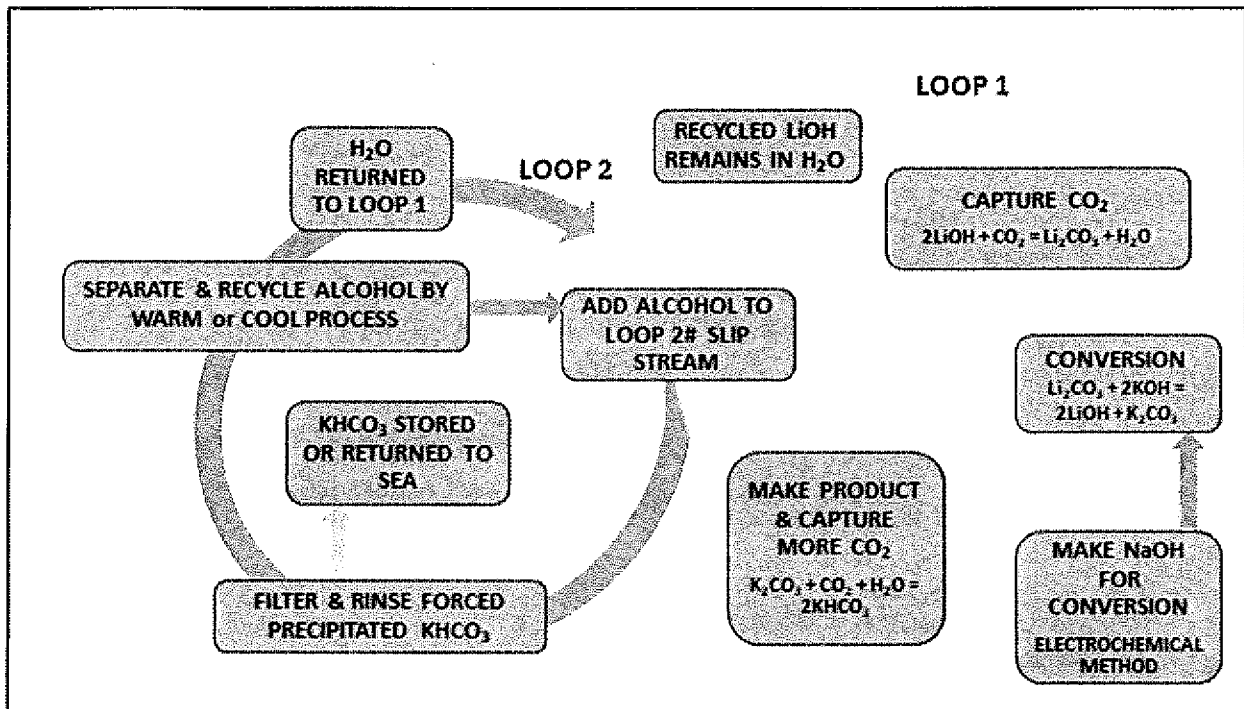 LOOP 1
RECYCLED LiOH
REMAINS IN H₂O
CAPTURE CO₂
2LiOH + CO₂ = Li₂CO₃ + H₂O
CONVERSION
Li₂CO₃ + 2KOH =
2LiOH + K₂CO₃
MAKE NaOH
FOR
CONVERSION
ELECTROCHEMICAL
METHOD
MAKE PRODUCT
& CAPTURE
MORE CO₂
K₂CO₃ + CO₂ + H₂O =
2KHCO₃
LOOP 2
H₂O
RETURNED
TO LOOP 1
SEPARATE & RECYCLE ALCOHOL BY
WARM or COOL PROCESS
ADD ALCOHOL TO
LOOP 2# SLIP
STREAM
KHCO₃ STORED
OR RETURNED TO
SEA
FILTER & RINSE FORCED
PRECIPITATED KHCO₃